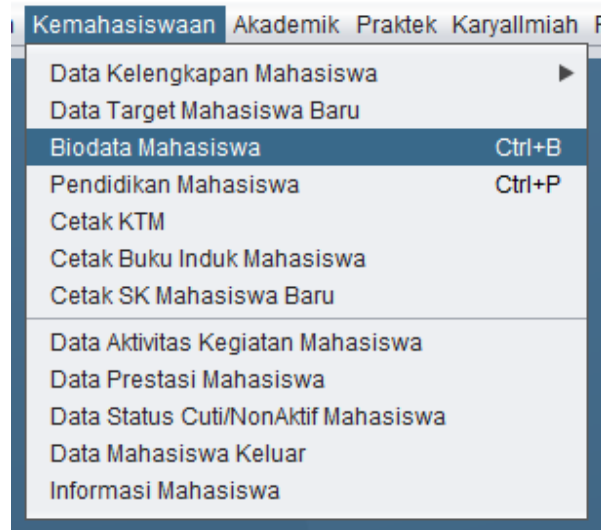 Kemahasiswaan Akademik Praktek KaryaIlmiah
Data Kelengkapan Mahasiswa
Data Target Mahasiswa Baru
Biodata Mahasiswa Ctrl+B
Pendidikan Mahasiswa Ctrl+P
Cetak KTM
Cetak Buku Induk Mahasiswa
Cetak SK Mahasiswa Baru
Data Aktivitas Kegiatan Mahasiswa
Data Prestasi Mahasiswa
Data Status Cuti/NonAktif Mahasiswa
Data Mahasiswa Keluar
Informasi Mahasiswa